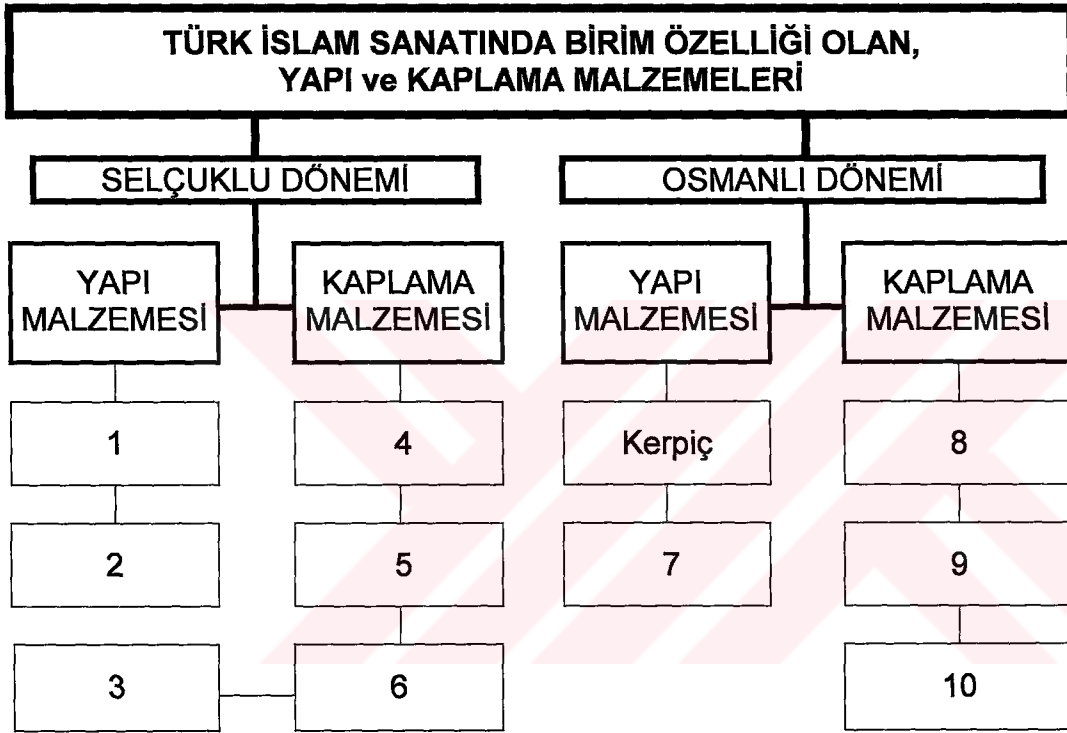 TÜRK İSLAM SANATINDA BİRİM ÖZELLİĞİ OLAN,
YAPI ve KAPLAMA MALZEMELERİ
SELÇUKLU DÖNEMİ
OSMANLI DÖNEMİ
YAPI
MALZEMESİ
KAPLAMA
MALZEMESİ
YAPI
MALZEMESİ
KAPLAMA
MALZEMESİ
1
4
Kerpiç
8
2
5
7
9
3
6
10